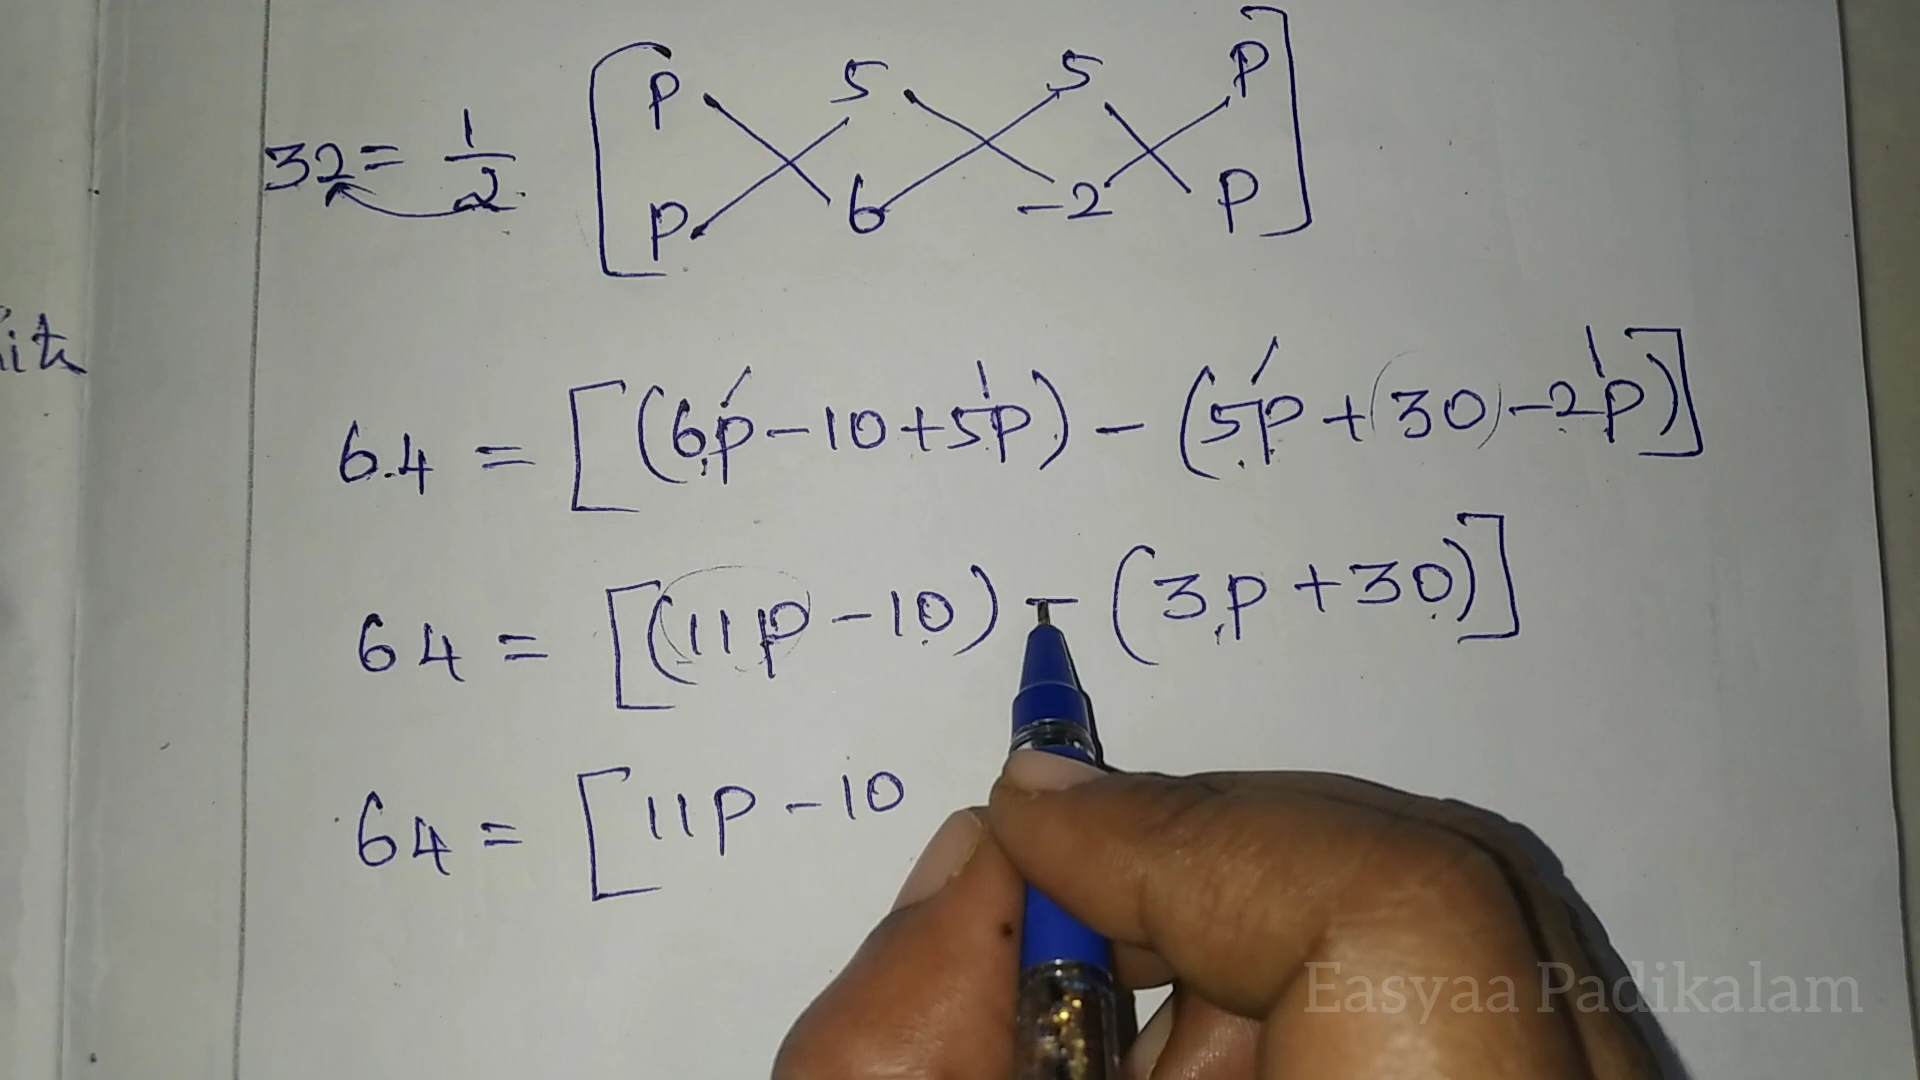 P 5 5 P
32 = 1/2 [
P 6 -2 P ]
64 = [(6p - 10 + 5p) - (5p + 30 - 2p)]
64 = [(11p - 10) - (3p + 30)]
64 = [11p - 10
Easyaa Padikalam